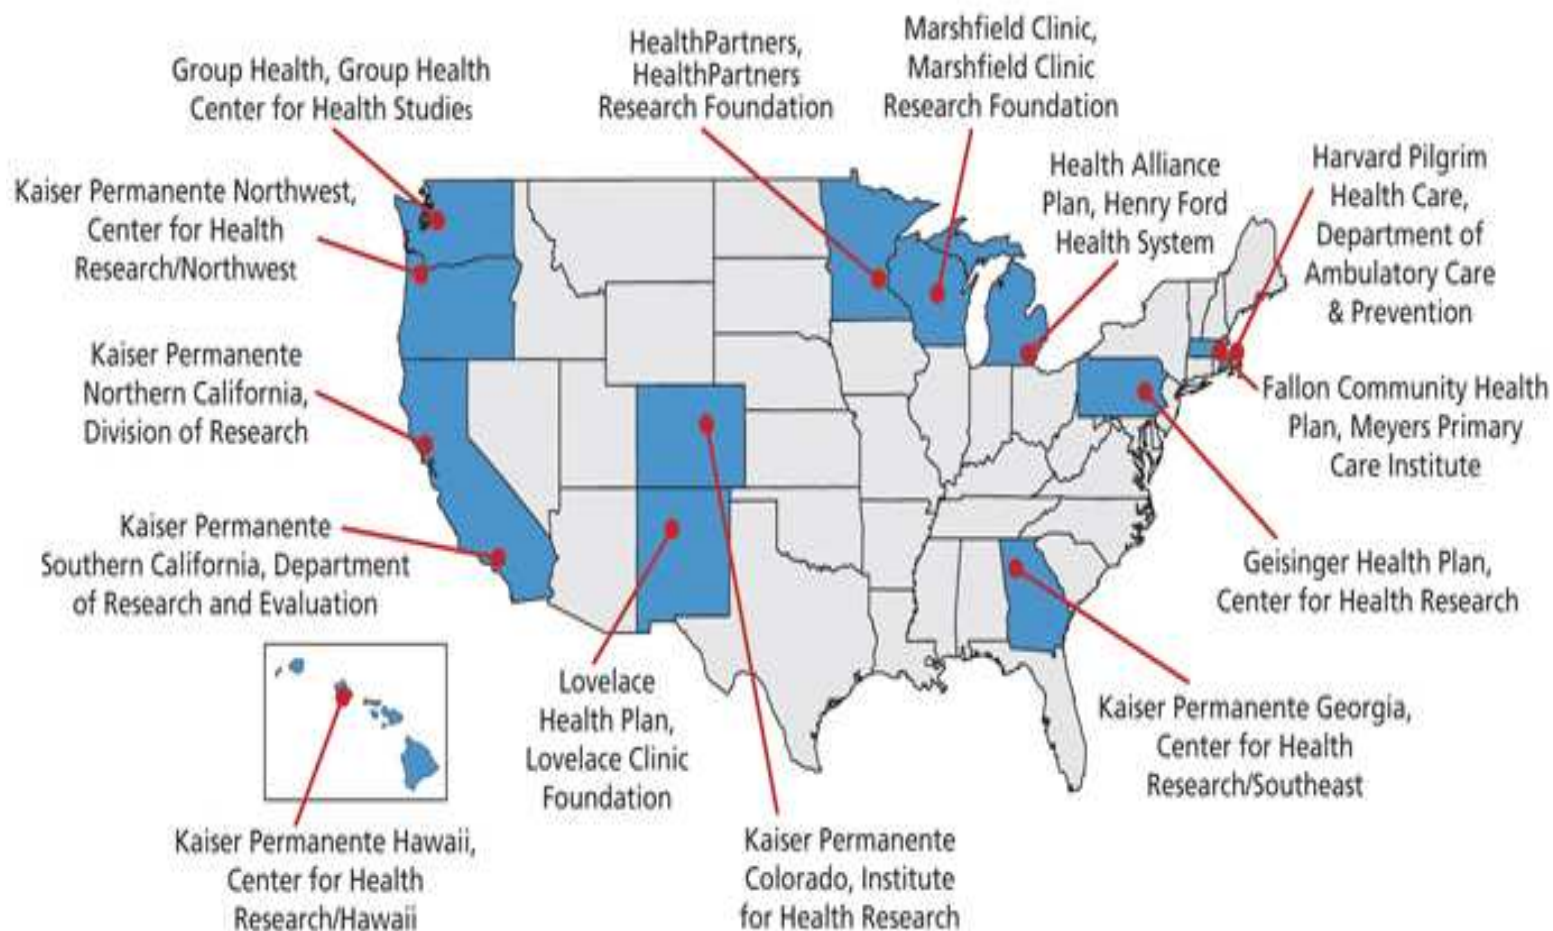 Group Health, Group Health
Center for Health Studies
HealthPartners,
HealthPartners
Research Foundation
Marshfield Clinic,
Marshfield Clinic
Research Foundation
Health Alliance
Plan, Henry Ford
Health System
Harvard Pilgrim
Health Care,
Department of
Ambulatory Care
& Prevention
Kaiser Permanente Northwest,
Center for Health
Research/Northwest
Kaiser Permanente
Northern California,
Division of Research
Fallon Community Health
Plan, Meyers Primary
Care Institute
Kaiser Permanente
Southern California, Department
of Research and Evaluation
Geisinger Health Plan,
Center for Health Research
Lovelace
Health Plan,
Lovelace Clinic
Foundation
Kaiser Permanente Georgia,
Center for Health
Research/Southeast
Kaiser Permanente Hawaii,
Center for Health
Research/Hawaii
Kaiser Permanente
Colorado, Institute
for Health Research